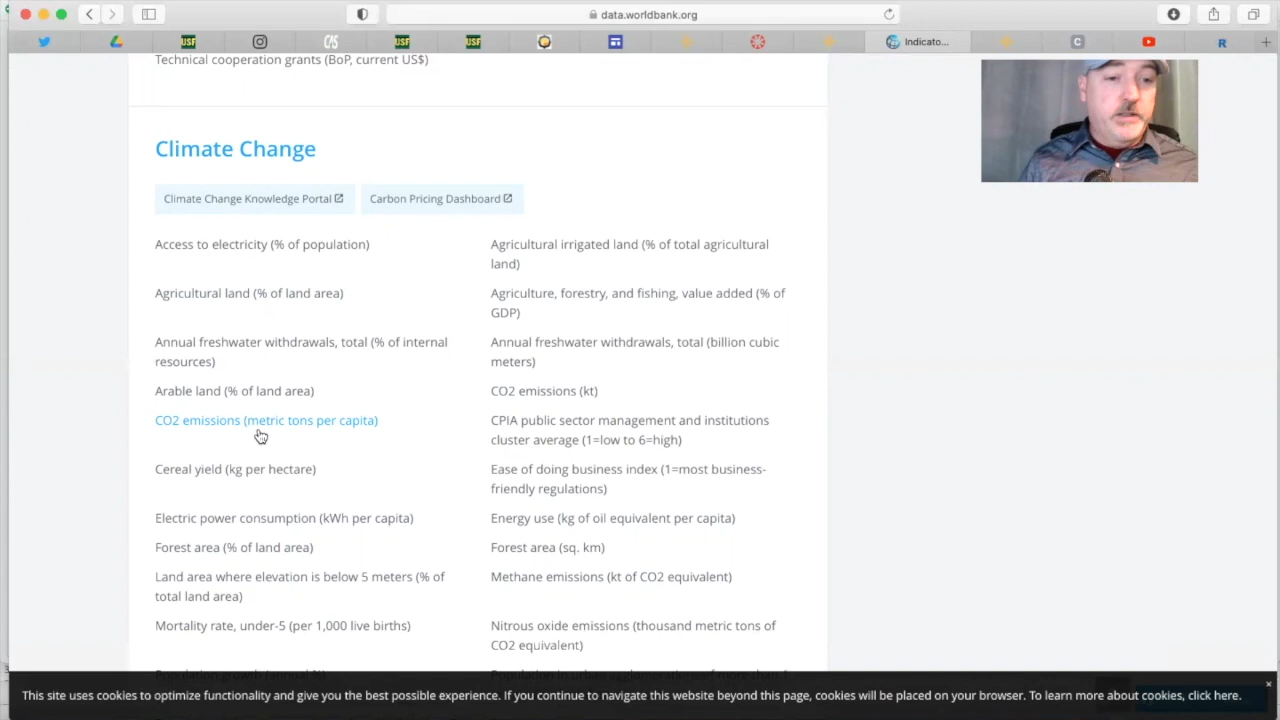 data.worldbank.org
USF
CAS
USF
USF
Indicato...
C
R
Technical cooperation grants (BoP, current US$)
Climate Change
Climate Change Knowledge Portal
Carbon Pricing Dashboard
Access to electricity (% of population)
Agricultural irrigated land (% of total agricultural
land)
Agricultural land (% of land area)
Agriculture, forestry, and fishing, value added (% of
GDP)
Annual freshwater withdrawals, total (% of internal
resources)
Annual freshwater withdrawals, total (billion cubic
meters)
Arable land (% of land area)
CO2 emissions (kt)
CO2 emissions (metric tons per capita)
CPIA public sector management and institutions
cluster average (1=low to 6=high)
Cereal yield (kg per hectare)
Ease of doing business index (1=most business-
friendly regulations)
Electric power consumption (kWh per capita)
Energy use (kg of oil equivalent per capita)
Forest area (% of land area)
Forest area (sq. km)
Land area where elevation is below 5 meters (% of
total land area)
Methane emissions (kt of CO2 equivalent)
Mortality rate, under-5 (per 1,000 live births)
Nitrous oxide emissions (thousand metric tons of
CO2 equivalent)
Population growth (annual %)
This site uses cookies to optimize functionality and give you the best possible experience. If you continue to navigate this website beyond this page, cookies will be placed on your browser. To learn more about cookies, click here.